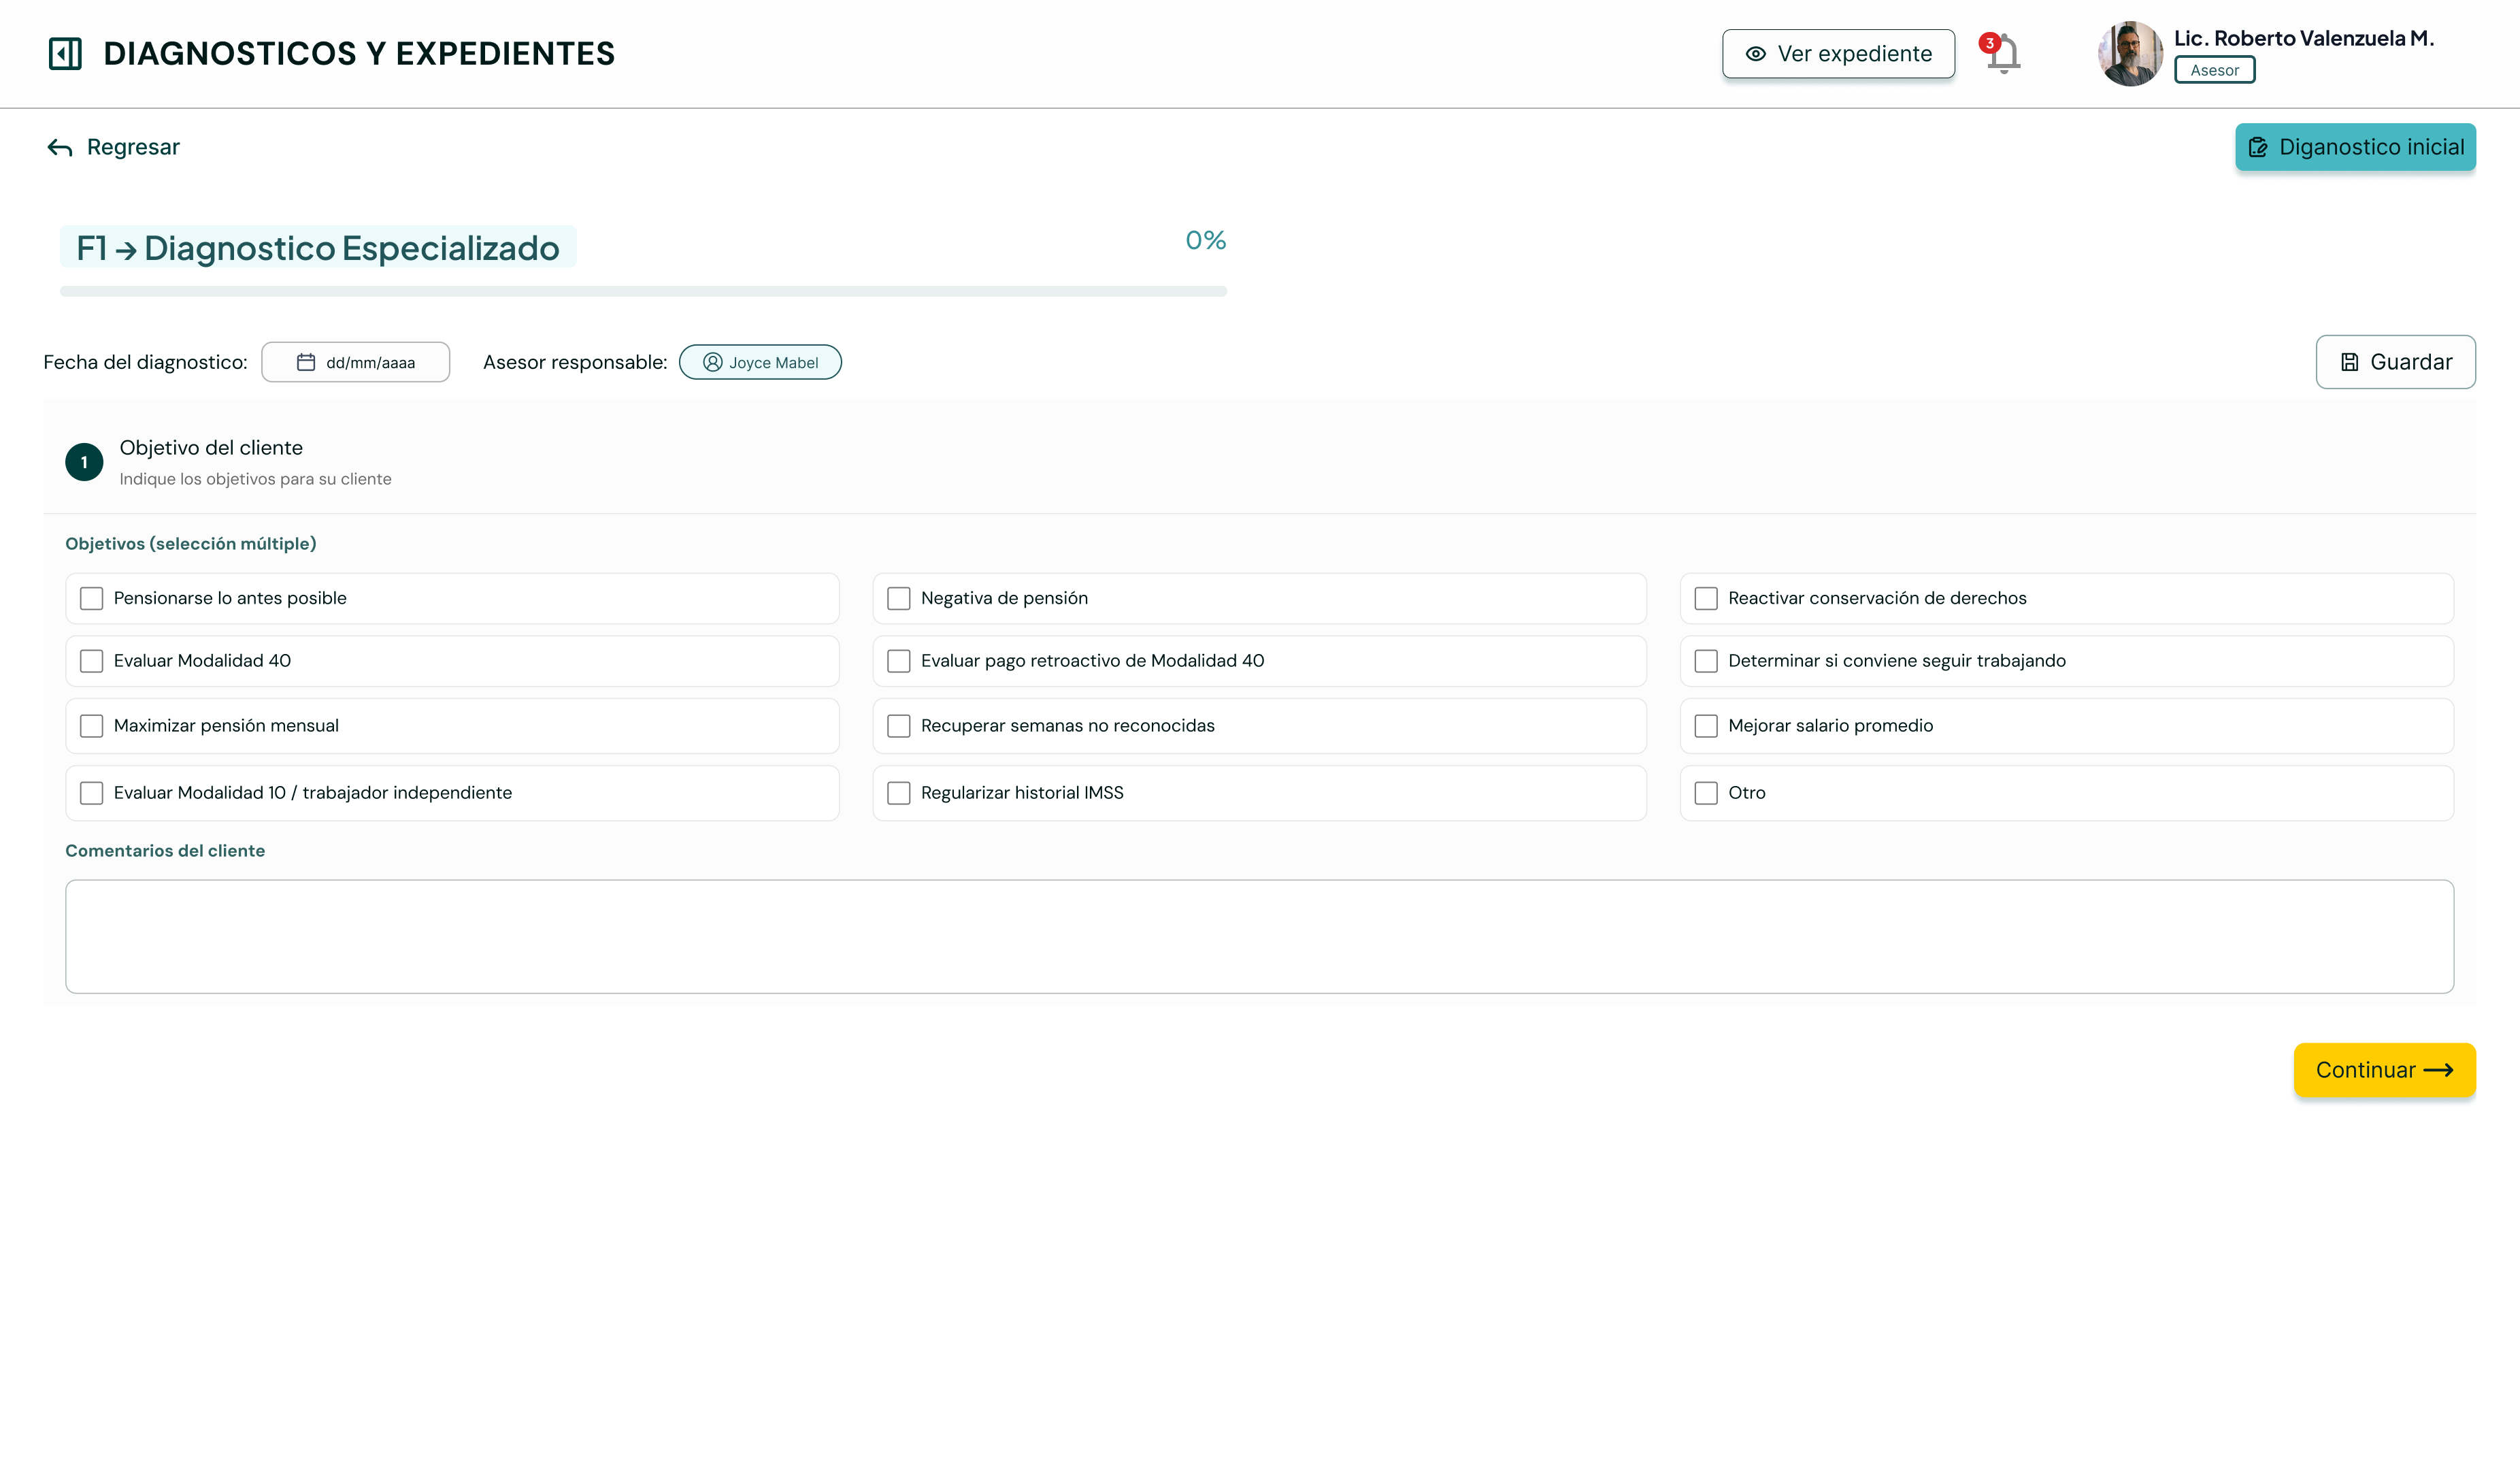 DIAGNOSTICOS Y EXPEDIENTES
Ver expediente
3
Lic. Roberto Valenzuela M.
Asesor
Regresar
Diganostico inicial
F1 → Diagnostico Especializado
0%
Fecha del diagnostico:
dd/mm/aaaa
Asesor responsable:
Joyce Mabel
Guardar
1
Objetivo del cliente
Indique los objetivos para su cliente
Objetivos (selección múltiple)
Pensionarse lo antes posible
Negativa de pensión
Reactivar conservación de derechos
Evaluar Modalidad 40
Evaluar pago retroactivo de Modalidad 40
Determinar si conviene seguir trabajando
Maximizar pensión mensual
Recuperar semanas no reconocidas
Mejorar salario promedio
Evaluar Modalidad 10 / trabajador independiente
Regularizar historial IMSS
Otro
Comentarios del cliente
Continuar →